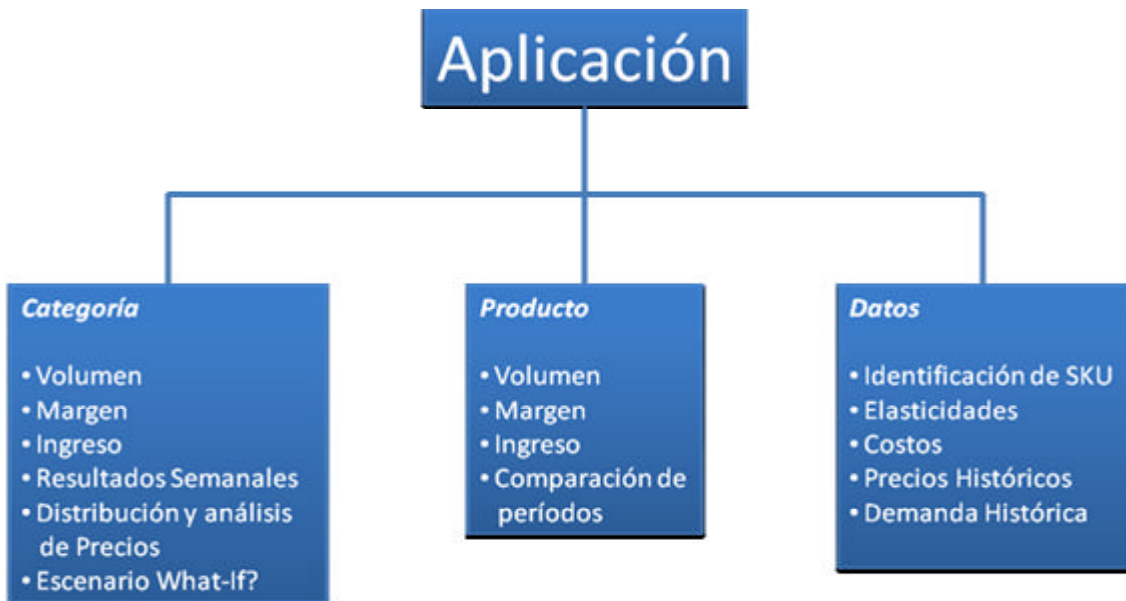 Aplicación
Categoría
• Volumen
• Margen
• Ingreso
• Resultados Semanales
• Distribución y análisis
de Precios
• Escenario What-If?
Producto
• Volumen
• Margen
• Ingreso
• Comparación de
períodos
Datos
• Identificación de SKU
• Elasticidades
• Costos
• Precios Históricos
• Demanda Histórica